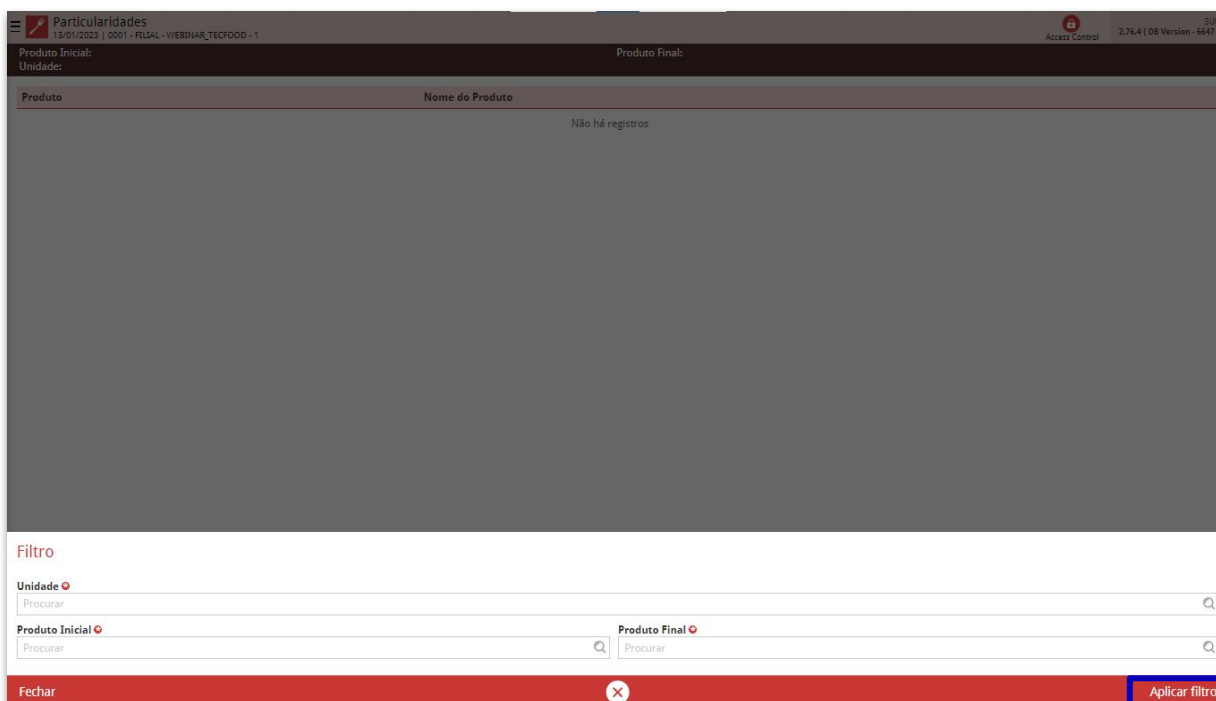 Particularidades
13/01/2023 | 0001 - FILIAL - WEBINAR_TECFOOD - 1
Access Control
2.76.4 ( DB Version - 6647
Produto Inicial:
Produto Final:
Unidade:
Produto
Nome do Produto
Não há registros
Filtro
Unidade
Procurar
Produto Inicial
Produto Final
Procurar
Procurar
Fechar
Aplicar filtro